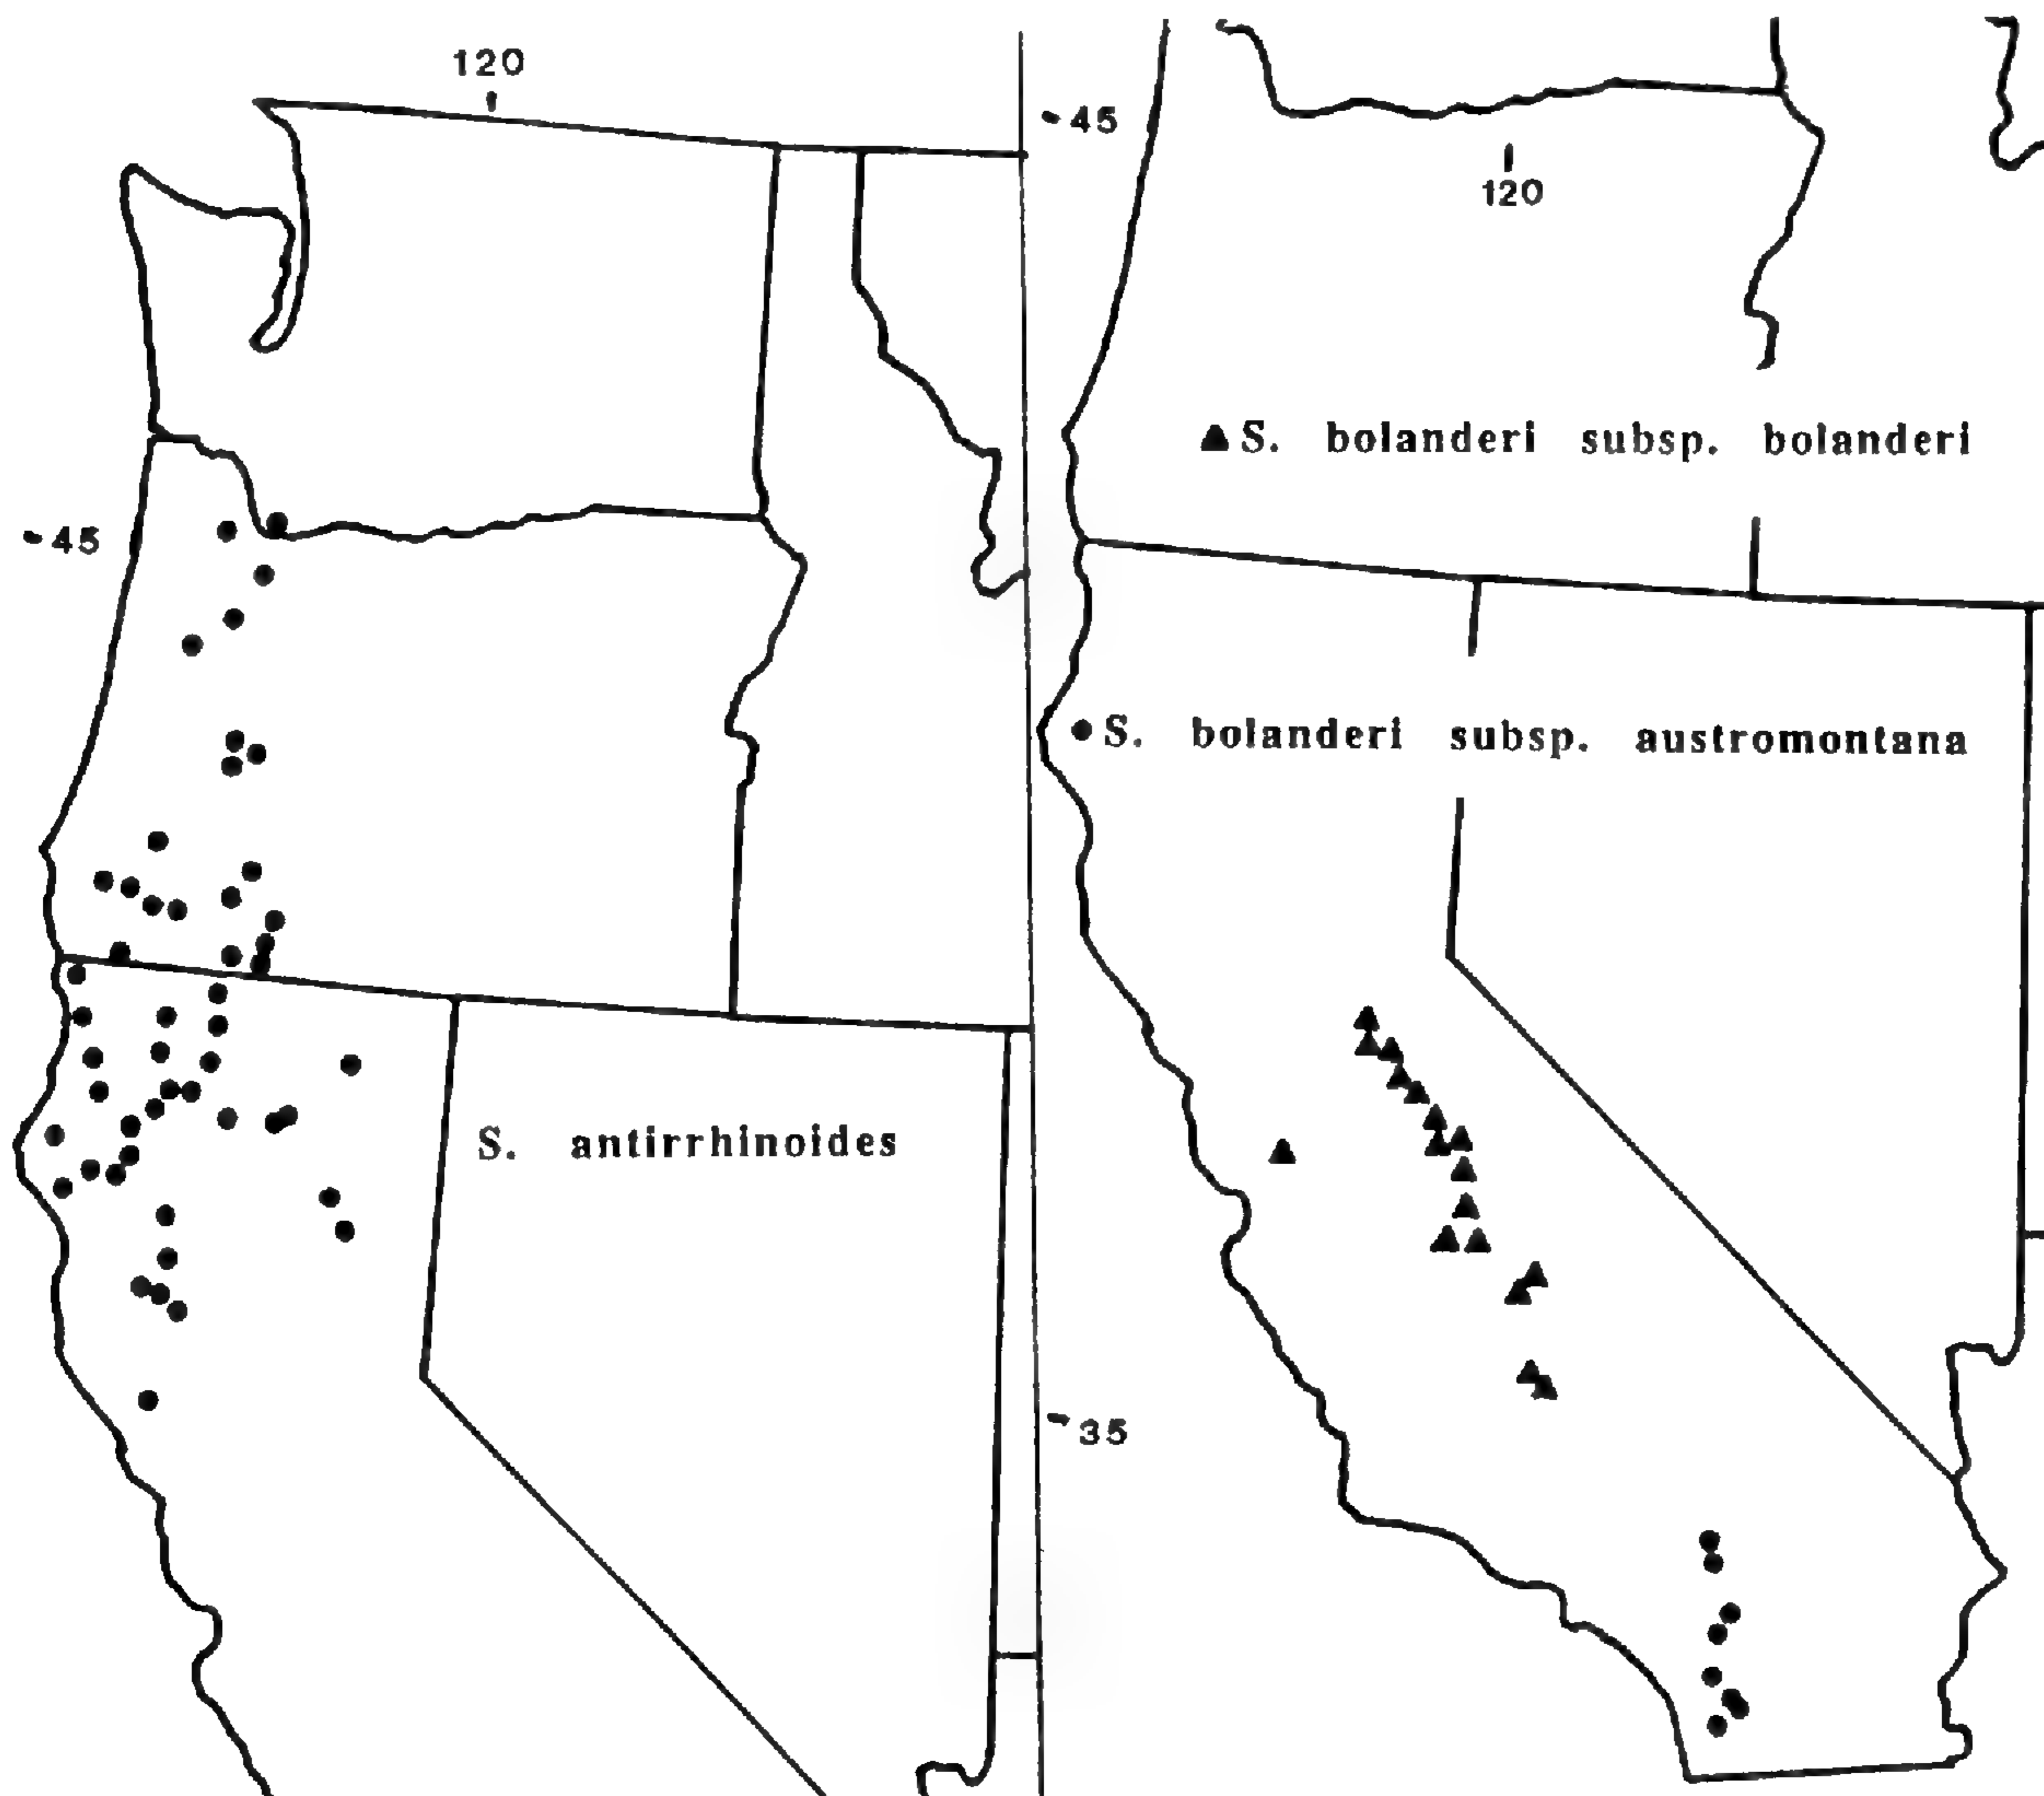 120
-45
S. antirrhinoides
-45
120
S. bolanderi subsp. bolanderi
S. bolanderi subsp. austromontana
-35